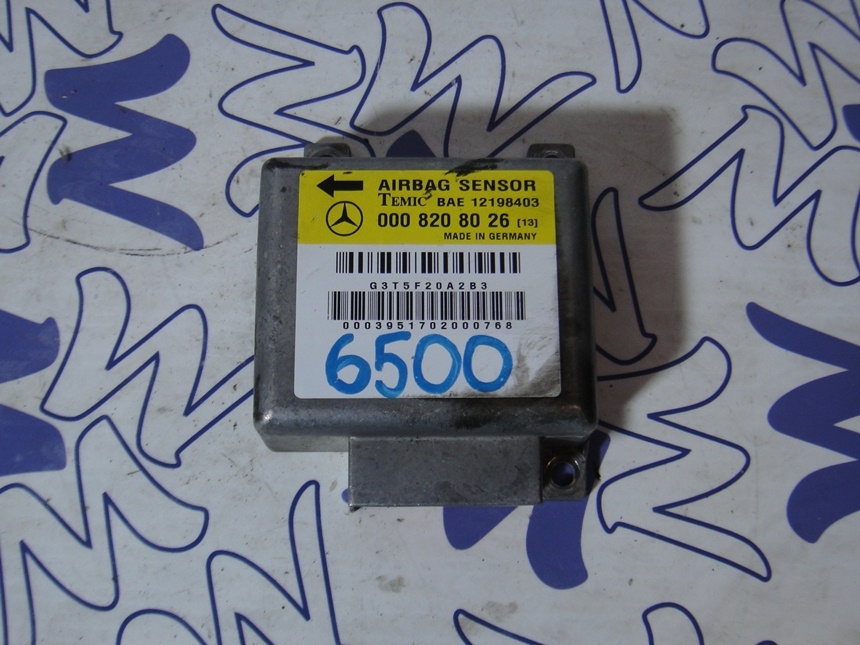 AIRBAG SENSOR
TEMIC BAE 12198403
000 820 80 26 [13]
MADE IN GERMANY
G3T5F20A2B3
0003951702000768
6500